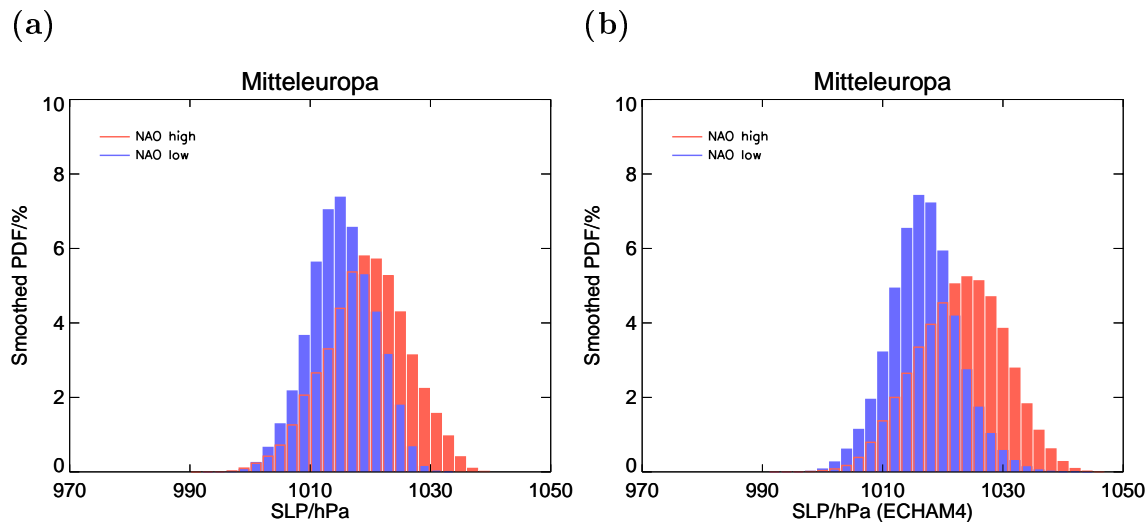 (a)
Mitteleuropa
10
8
6
4
2
0
Smoothed PDF/%
NAO high
NAO low
970 990 1010 1030 1050
SLP/hPa
(b)
Mitteleuropa
10
8
6
4
2
0
Smoothed PDF/%
NAO high
NAO low
970 990 1010 1030 1050
SLP/hPa (ECHAM4)